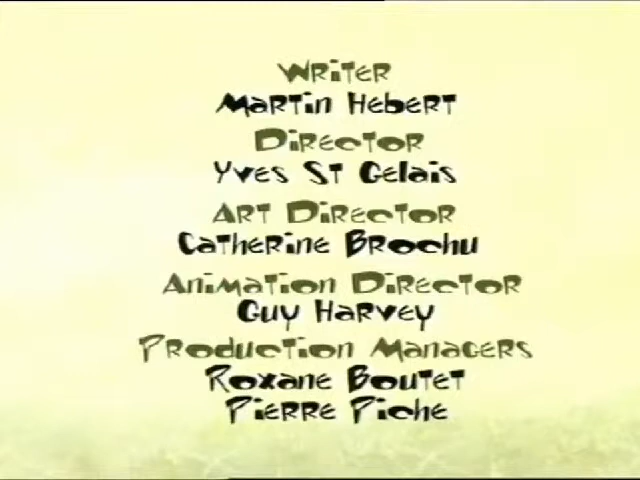 Writer
Martin Hebert
Director
Yves St Gelais
Art Director
Catherine Brochu
Animation Director
Guy Harvey
Production Managers
Roxane Boutet
Pierre Piche